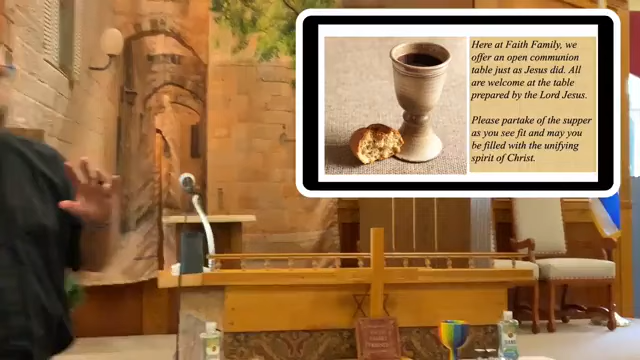 Here at Faith Family, we
offer an open communion
table just as Jesus did. All
are welcome at the table
prepared by the Lord Jesus.
Please partake of the supper
as you see fit and may you
be filled with the unifying
spirit of Christ.